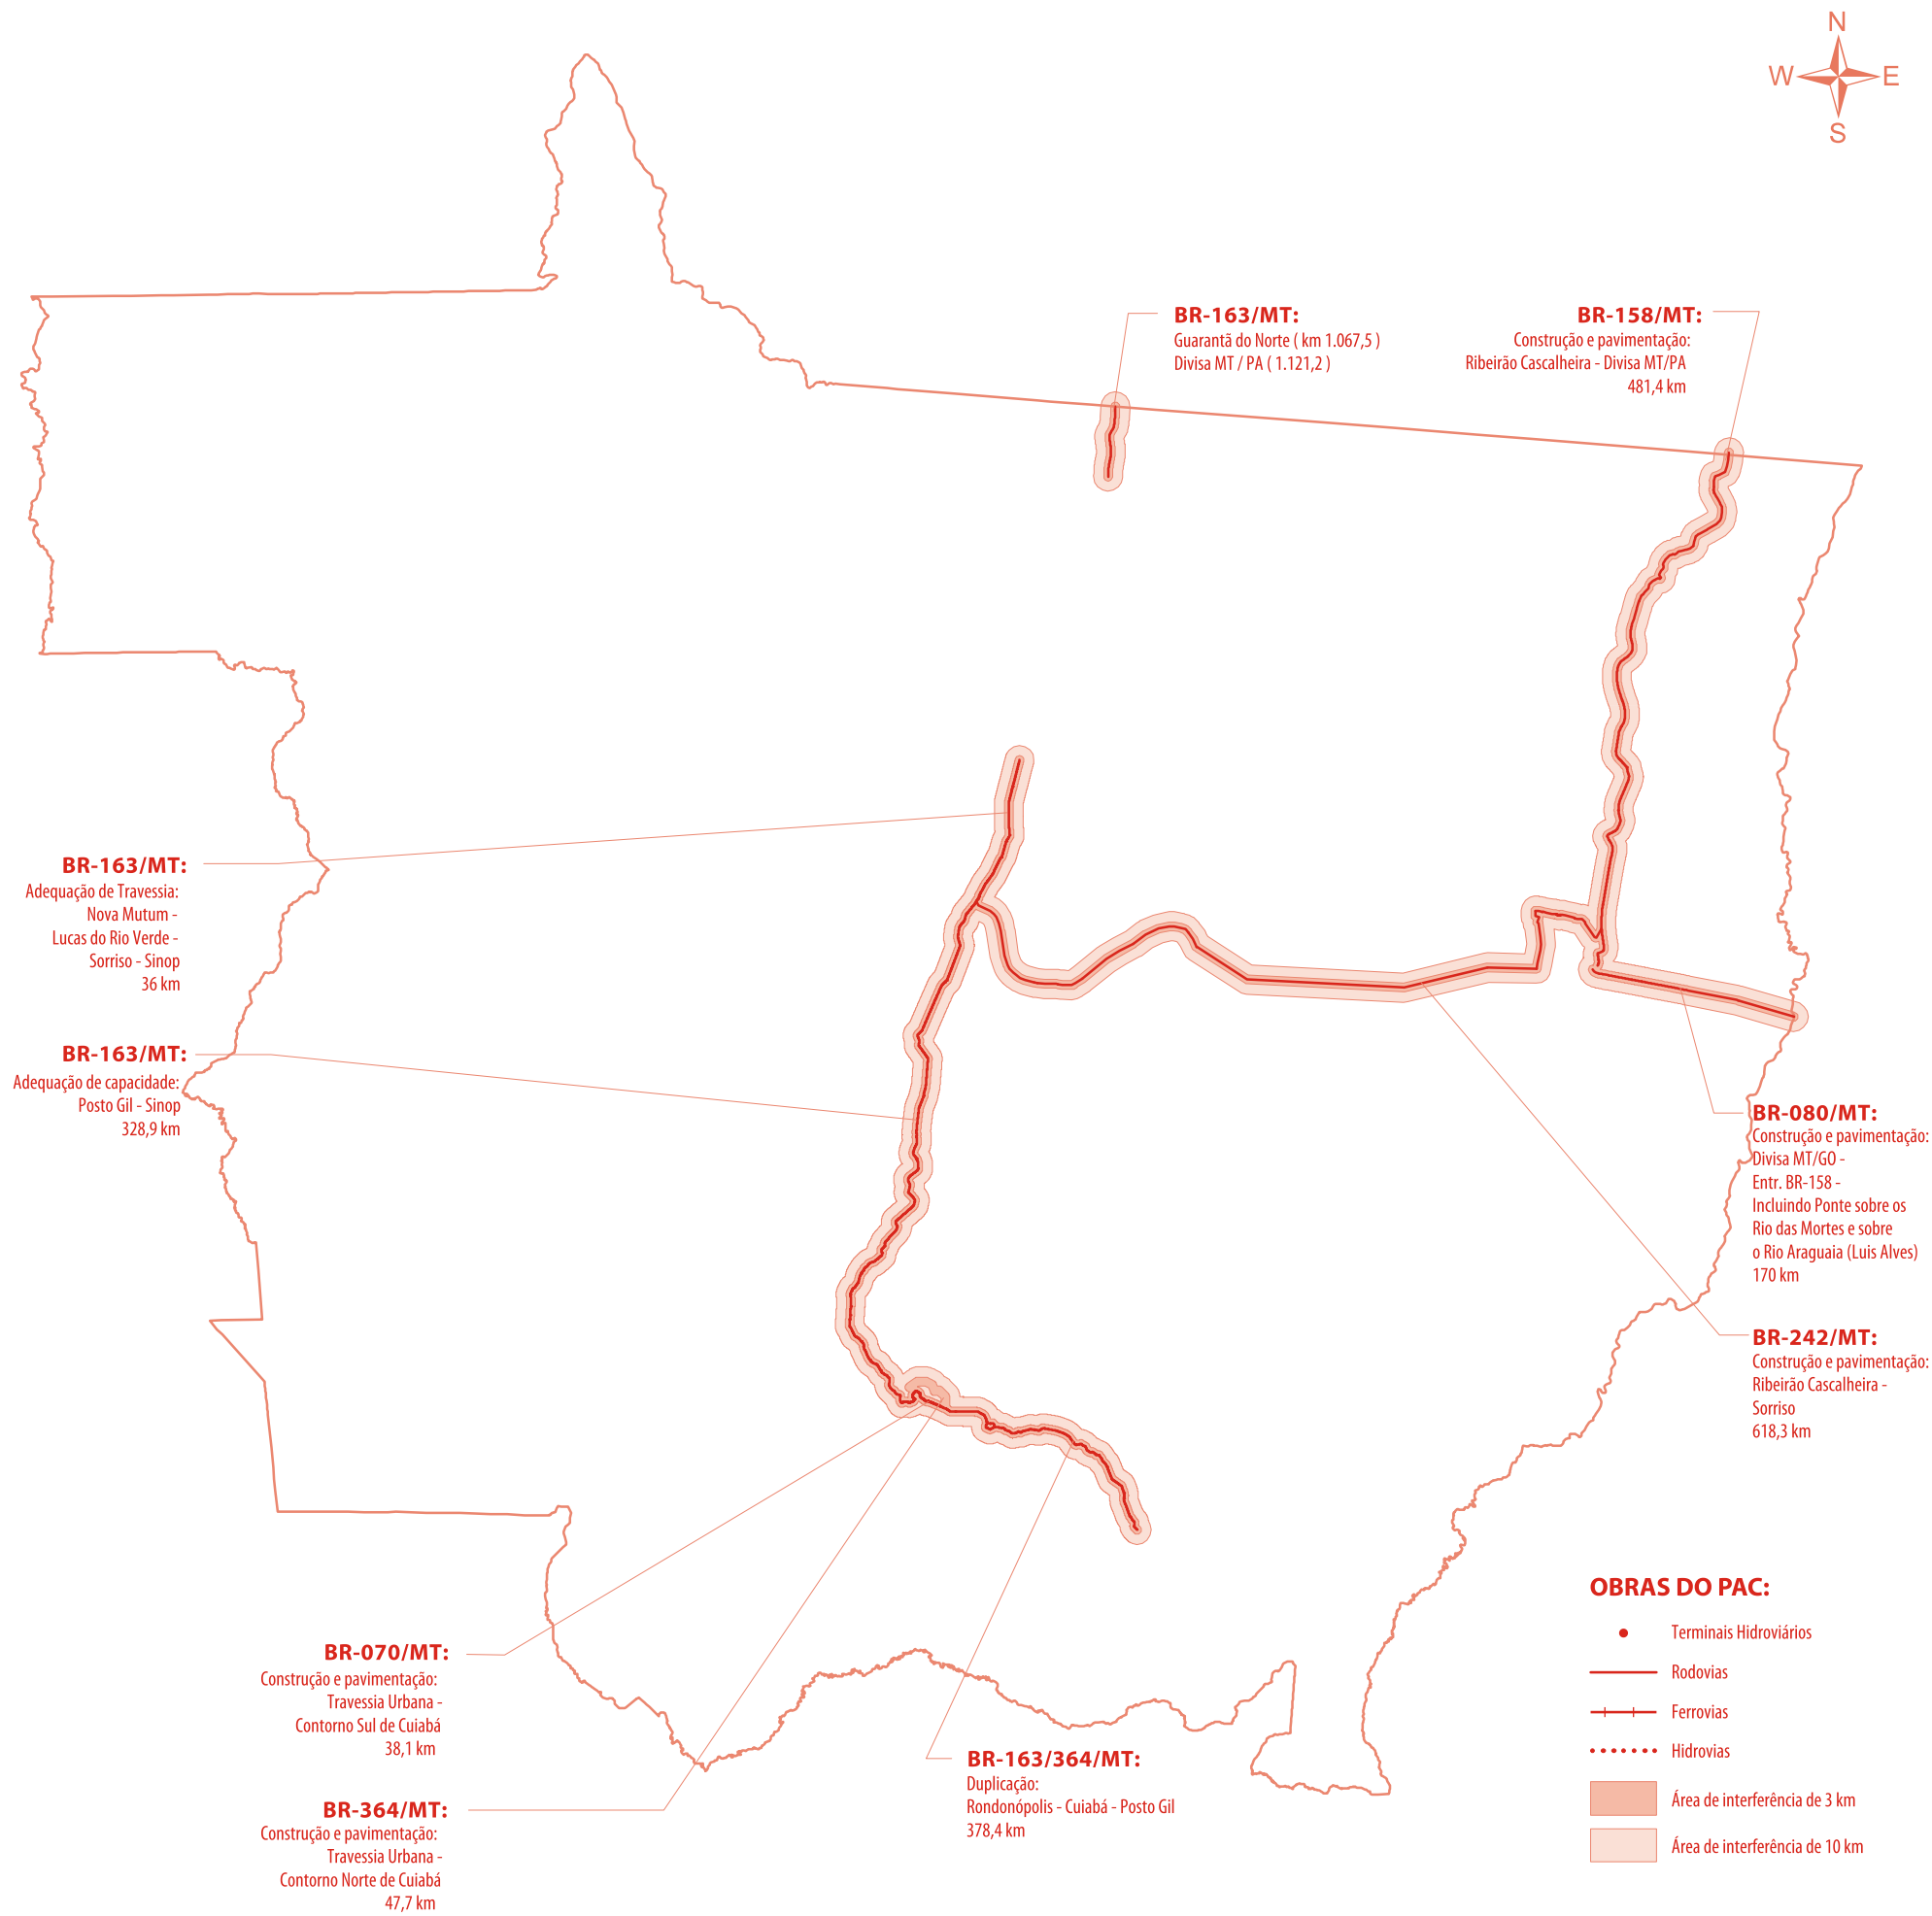 N
W
E
S
BR-163/MT:
Guarantã do Norte ( km 1.067,5 )
Divisa MT / PA ( 1.121,2 )
BR-158/MT:
Construção e pavimentação:
Ribeirão Cascalheira - Divisa MT/PA
481,4 km
BR-163/MT:
Adequação de Travessia:
Nova Mutum -
Lucas do Rio Verde -
Sorriso - Sinop
36 km
BR-163/MT:
Adequação de capacidade:
Posto Gil - Sinop
328,9 km
BR-080/MT:
Construção e pavimentação:
Divisa MT/GO -
Entr. BR-158 -
Incluindo Ponte sobre os
Rio das Mortes e sobre
o Rio Araguaia (Luis Alves)
170 km
BR-242/MT:
Construção e pavimentação:
Ribeirão Cascalheira -
Sorriso
618,3 km
BR-070/MT:
Construção e pavimentação:
Travessia Urbana -
Contorno Sul de Cuiabá
38,1 km
BR-364/MT:
Construção e pavimentação:
Travessia Urbana -
Contorno Norte de Cuiabá
47,7 km
BR-163/364/MT:
Duplicação:
Rondonópolis - Cuiabá - Posto Gil
378,4 km
OBRAS DO PAC:
Terminais Hidroviários
Rodovias
Ferrovias
Hidrovias
Área de interferência de 3 km
Área de interferência de 10 km